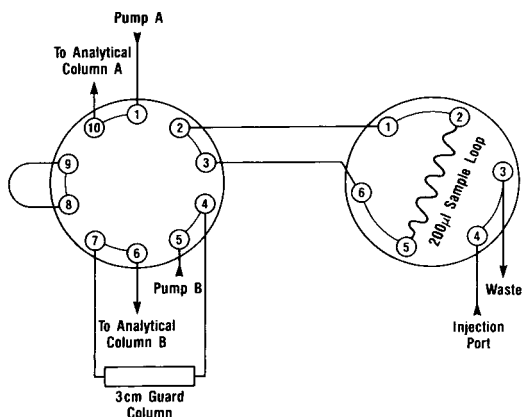 Pump A
To Analytical
Column A
10
1
2
3
4
5
6
7
8
9
Pump B
To Analytical
Column B
3cm Guard
Column
1
2
3
4
5
6
200µl Sample Loop
Waste
Injection
Port